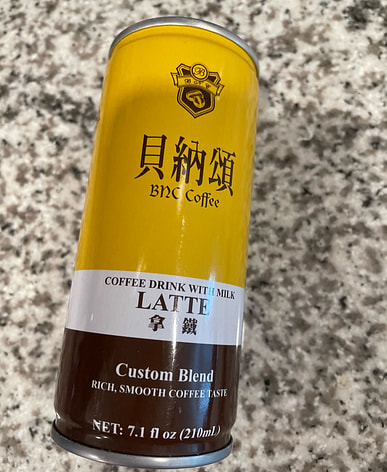 貝納頌
BNC Coffee
COFFEE DRINK WITH MILK
LATTE
拿鐵
Custom Blend
RICH, SMOOTH COFFEE TASTE
NET: 7.1 fl oz (210mL)